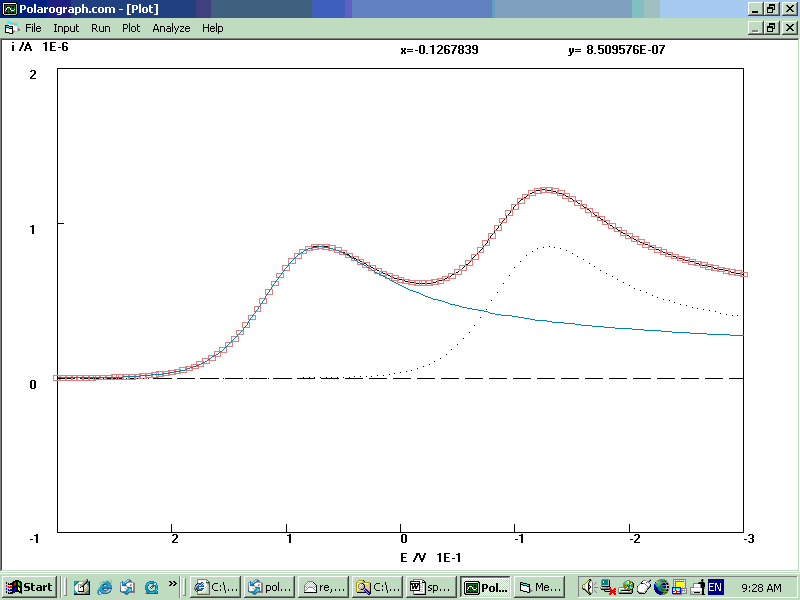 Polarograph.com - [Plot]
File Input Run Plot Analyze Help
i /A 1E-6 x=-0.1267839 y= 8.509576E-07
2
1
0
-1
2 1 0 -1 -2 -3
E /V 1E-1
Start » C:\... pol... re,... C:\... sp... Pol... Me... EN 9:28 AM